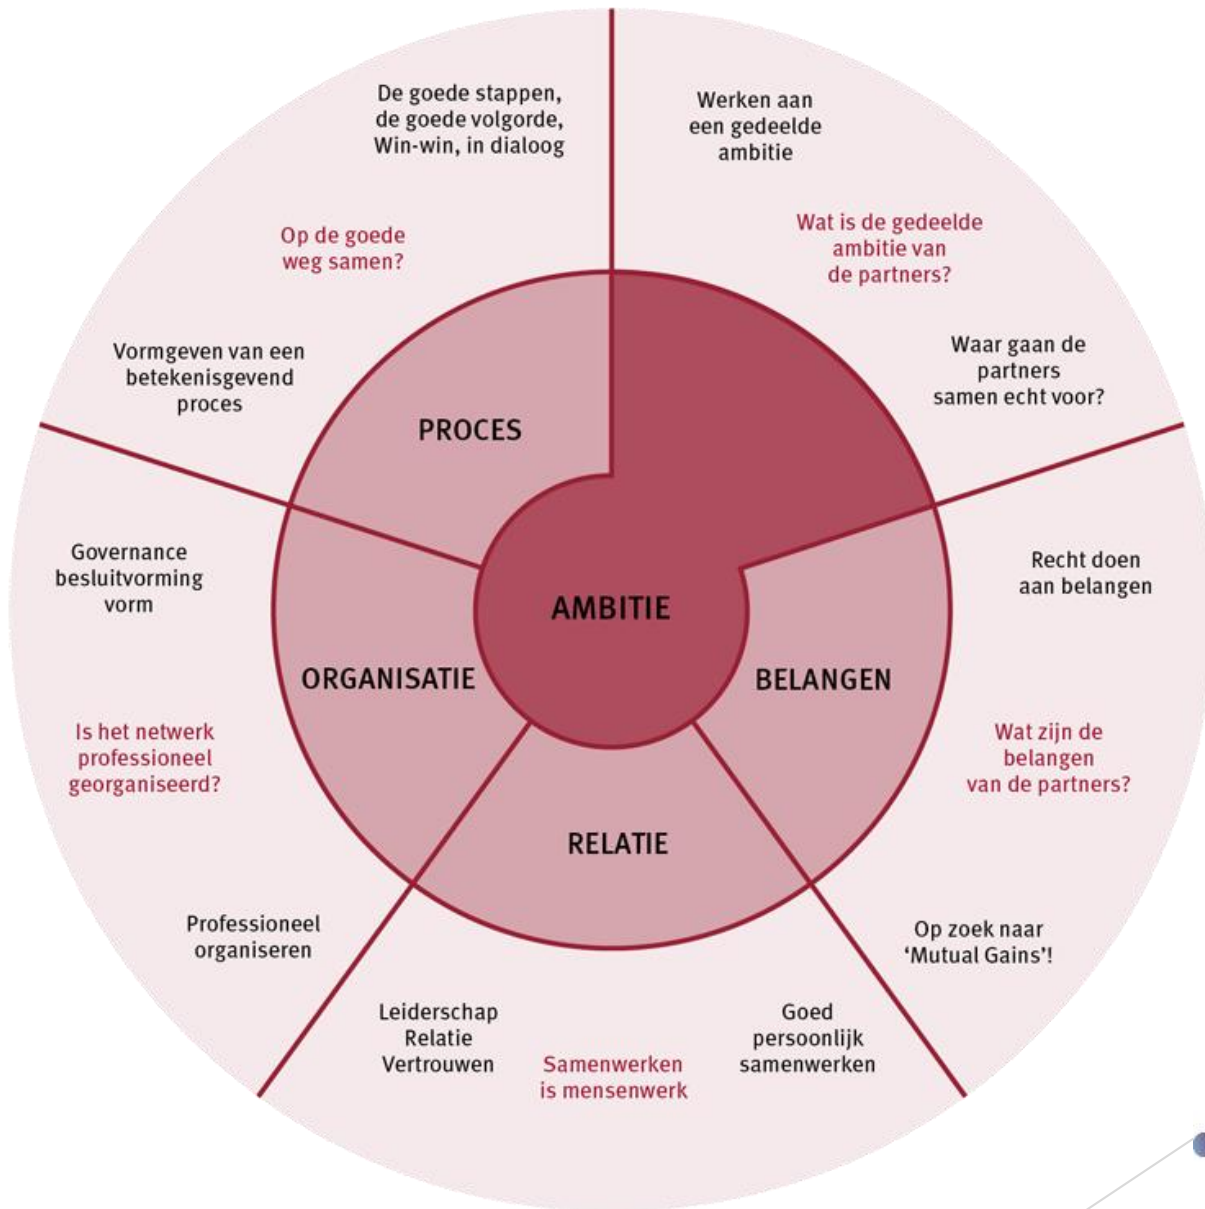 De goede stappen,
de goede volgorde,
Win-win, in dialoog
Op de goede
weg samen?
Vormgeven van een
betekenisgevend
proces
PROCES
Werken aan
een gedeelde
ambitie
Wat is de gedeelde
ambitie van
de partners?
Waar gaan de
partners
samen echt voor?
AMBITIE
Recht doen
aan belangen
Wat zijn de
belangen
van de partners?
Op zoek naar
‘Mutual Gains’!
BELANGEN
Goed
persoonlijk
samenwerken
Samenwerken
is mensenwerk
Leiderschap
Relatie
Vertrouwen
RELATIE
Professioneel
organiseren
Is het netwerk
professioneel
georganiseerd?
Governance
besluitvorming
vorm
ORGANISATIE